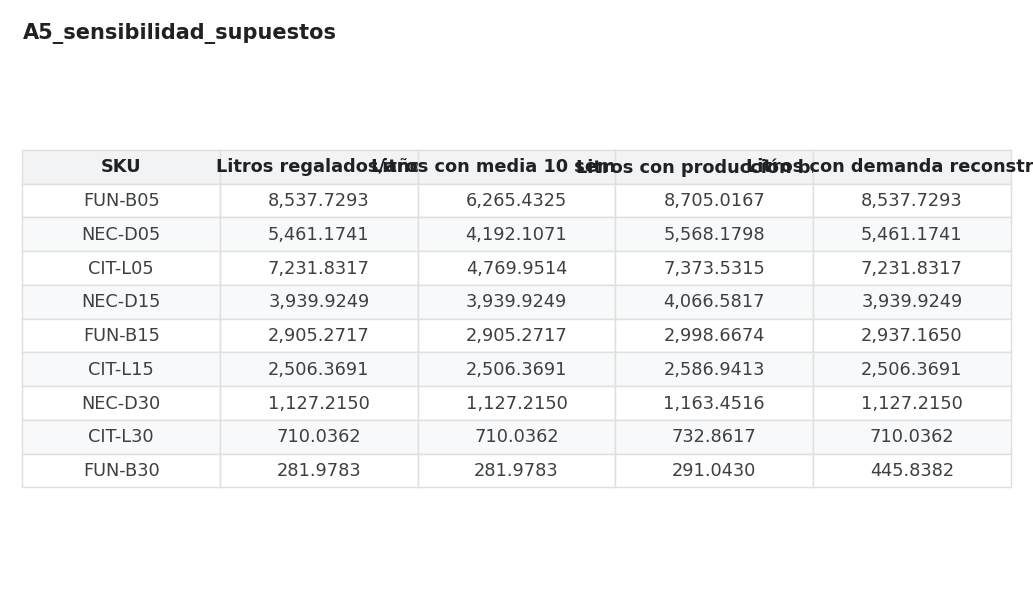 A5_sensibilidad_supuestos
SKU Litros regalados/año Litros con media 10 sem Litros con producción b Litros con demanda reconstr
FUN-B05 8,537.7293 6,265.4325 8,705.0167 8,537.7293
NEC-D05 5,461.1741 4,192.1071 5,568.1798 5,461.1741
CIT-L05 7,231.8317 4,769.9514 7,373.5315 7,231.8317
NEC-D15 3,939.9249 3,939.9249 4,066.5817 3,939.9249
FUN-B15 2,905.2717 2,905.2717 2,998.6674 2,937.1650
CIT-L15 2,506.3691 2,506.3691 2,586.9413 2,506.3691
NEC-D30 1,127.2150 1,127.2150 1,163.4516 1,127.2150
CIT-L30 710.0362 710.0362 732.8617 710.0362
FUN-B30 281.9783 281.9783 291.0430 445.8382